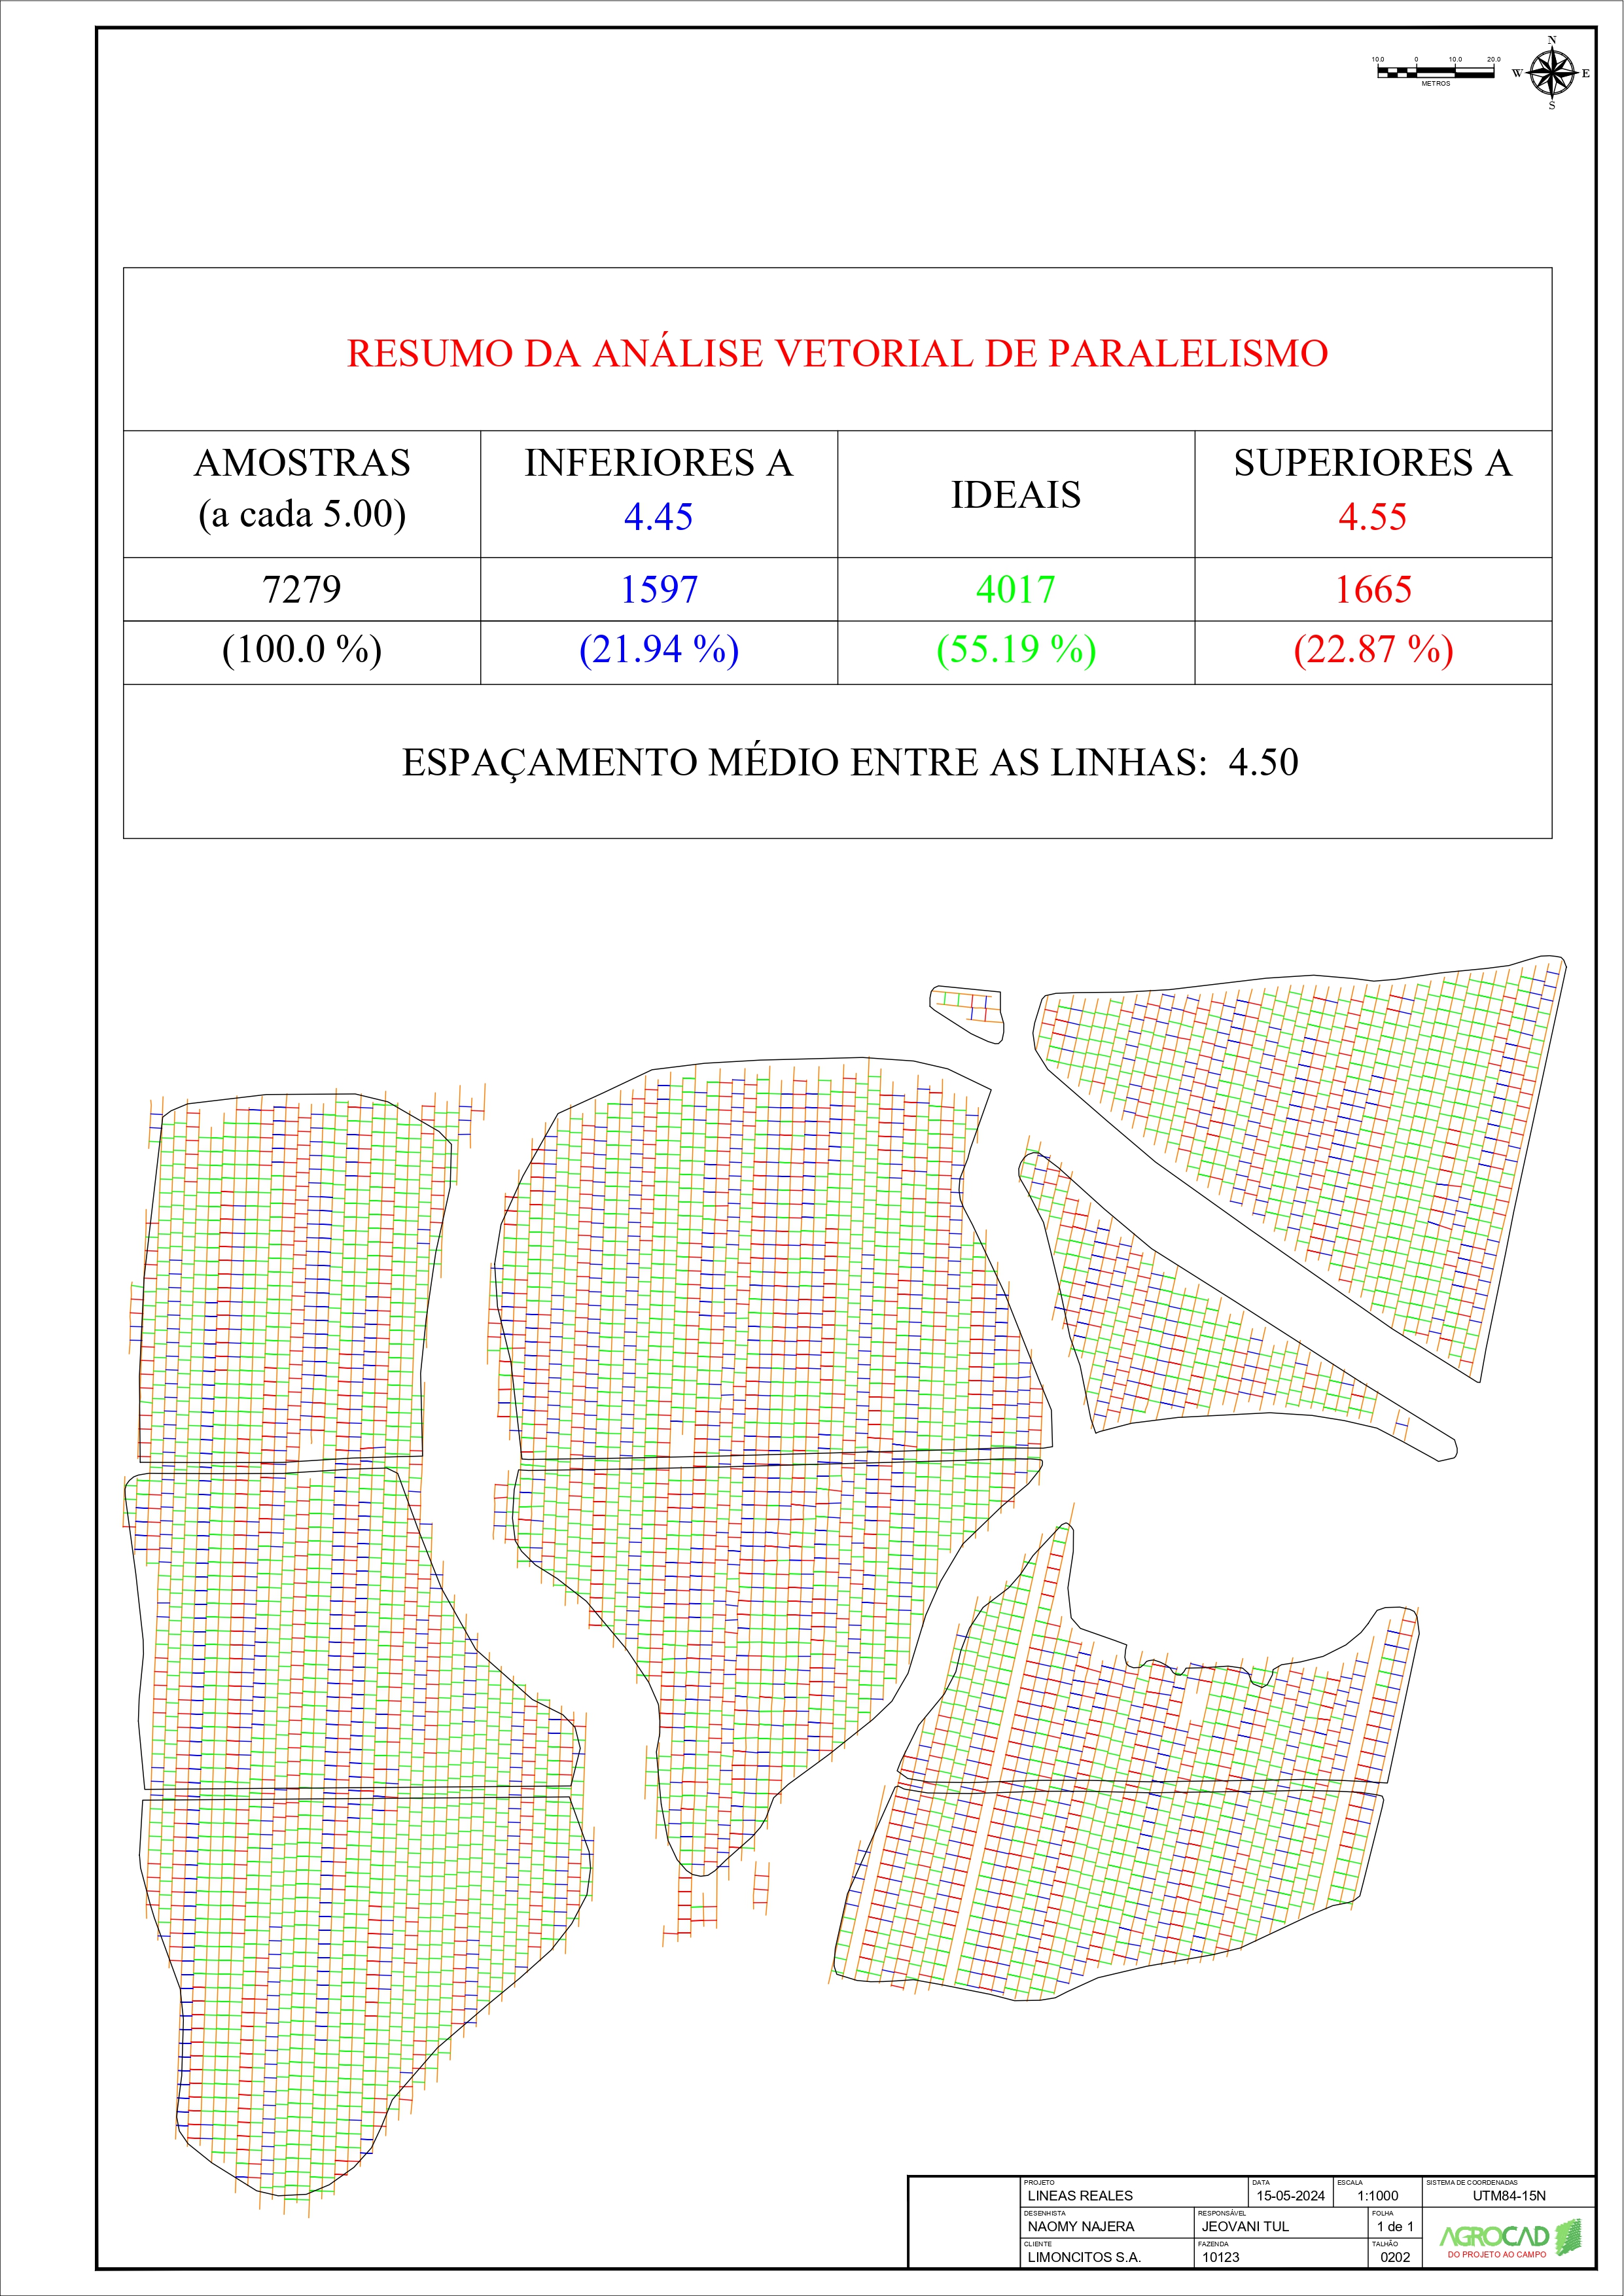 N
10.0 0 10.0 20.0
W E
METROS
S
RESUMO DA ANÁLISE VETORIAL DE PARALELISMO
AMOSTRAS
(a cada 5.00)
INFERIORES A
4.45
IDEAIS
SUPERIORES A
4.55
7279 1597 4017 1665
(100.0 %) (21.94 %) (55.19 %) (22.87 %)
ESPAÇAMENTO MÉDIO ENTRE AS LINHAS: 4.50
PROJETO
LINEAS REALES
DATA
15-05-2024
ESCALA
1:1000
SISTEMA DE COORDENADAS
UTM84-15N
DESENHISTA
NAOMY NAJERA
RESPONSÁVEL
JEOVANI TUL
FOLHA
1 de 1
CLIENTE
LIMONCITOS S.A.
FAZENDA
10123
TALHÃO
0202
AGROCAD
DO PROJETO AO CAMPO